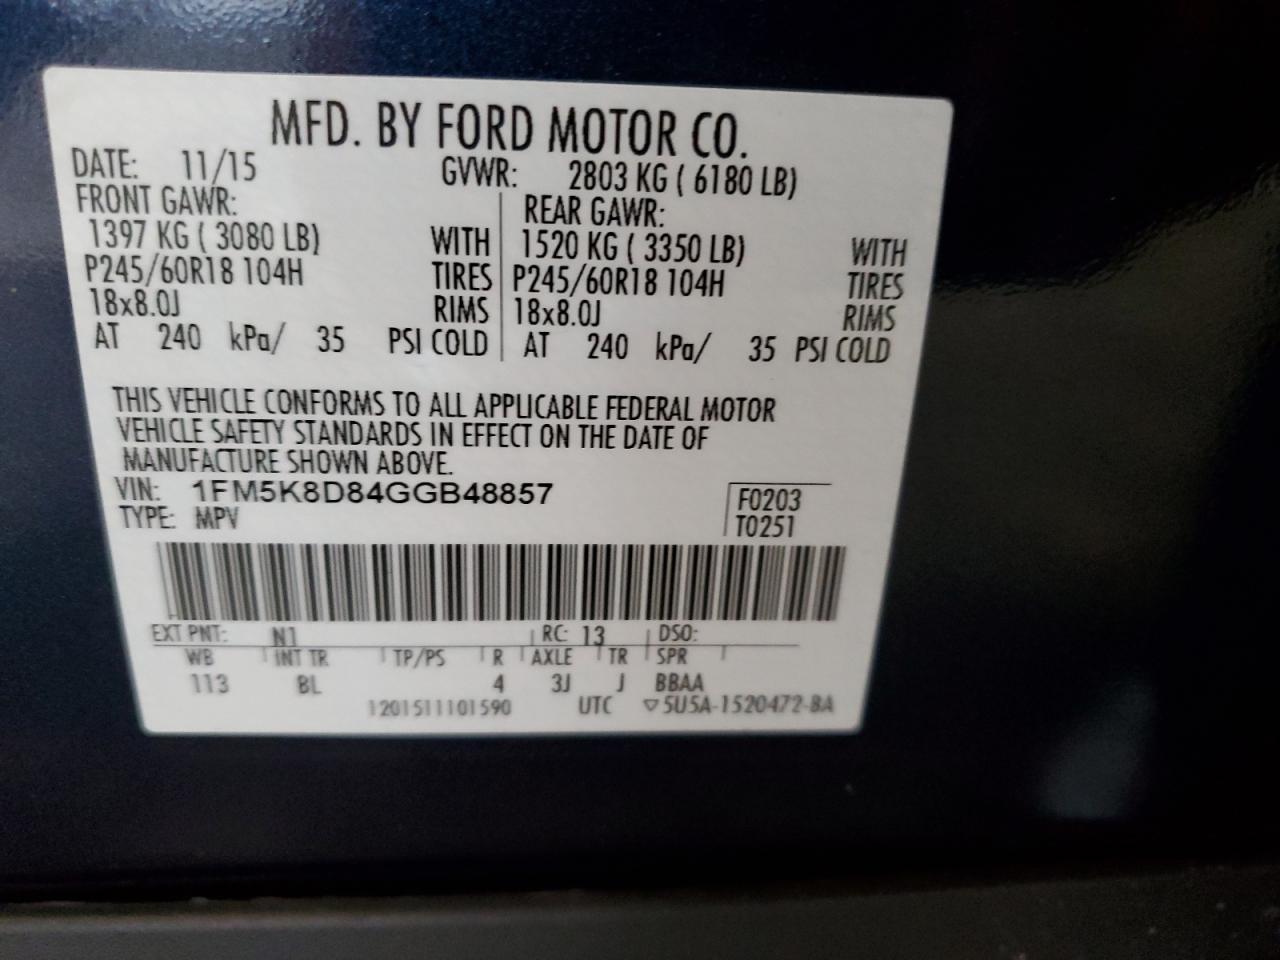 MFD. BY FORD MOTOR CO.
DATE: 11/15 GVWR: 2803 KG ( 6180 LB)
FRONT GAWR: REAR GAWR:
1397 KG ( 3080 LB) WITH 1520 KG ( 3350 LB) WITH
P245/60R18 104H TIRES P245/60R18 104H TIRES
18x8.0J RIMS 18x8.0J RIMS
AT 240 kPa/ 35 PSI COLD AT 240 kPa/ 35 PSI COLD
THIS VEHICLE CONFORMS TO ALL APPLICABLE FEDERAL MOTOR
VEHICLE SAFETY STANDARDS IN EFFECT ON THE DATE OF
MANUFACTURE SHOWN ABOVE.
VIN: 1FM5K8D84GGB48857 F0203
TYPE: MPV T0251
EXT PNT: N1 RC: 13 DSO:
WB INT TR TP/PS R AXLE TR SPR
113 BL 4 3J J BBAA
1201511101590 UTC ▽5U5A-1520472-BA